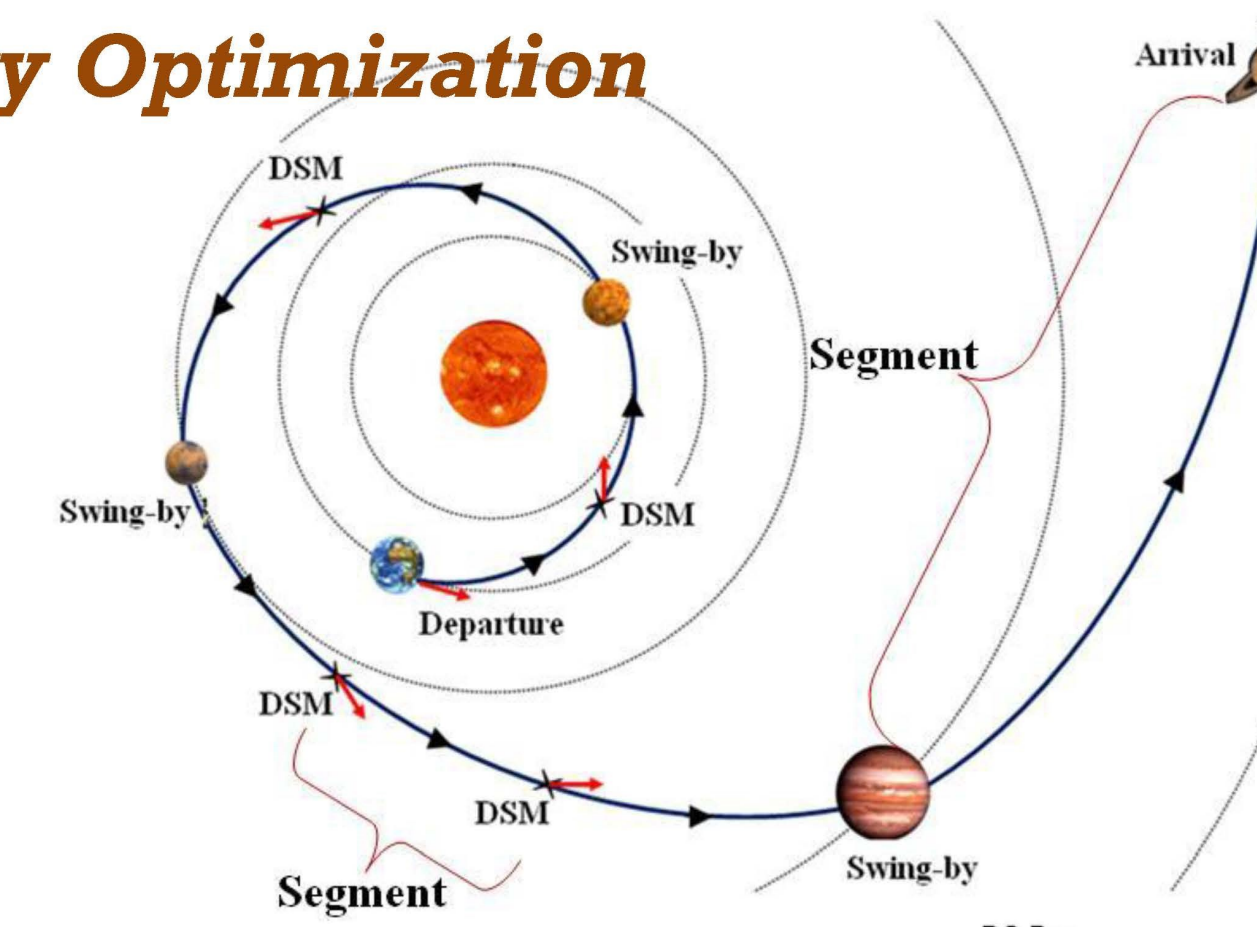 y Optimization
Arrival
DSM
Swing-by
Segment
Swing-by
DSM
Departure
DSM
DSM
Swing-by
Segment